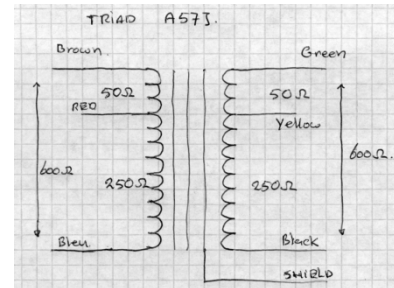 TRIAD A57J.
Brown.
Green
50Ω
50Ω
RED
Yellow
600Ω
600Ω.
250Ω
250Ω
Bleu
Black
SHIELD